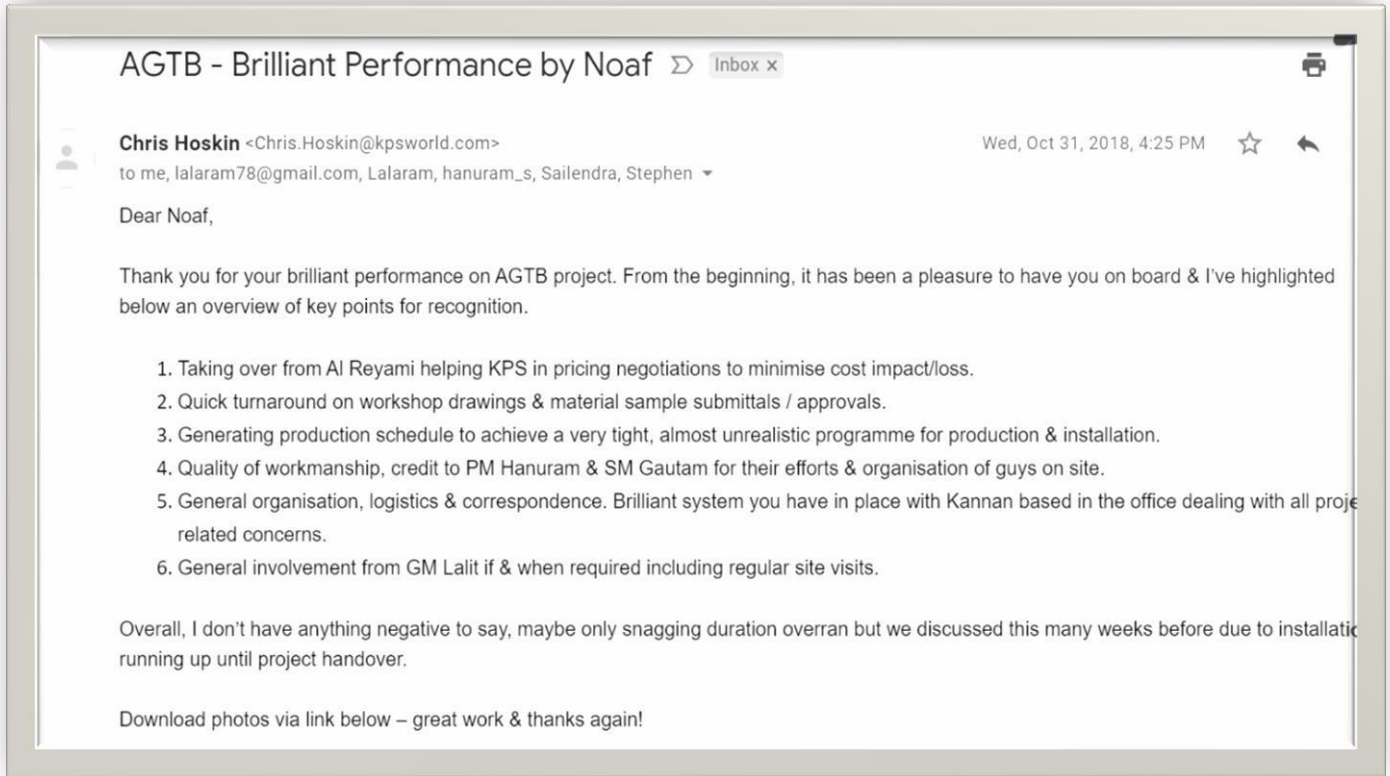 AGTB - Brilliant Performance by Noaf Inbox x
Chris Hoskin <Chris.Hoskin@kpsworld.com> Wed, Oct 31, 2018, 4:25 PM
to me, lalaram78@gmail.com, Lalaram, hanuram_s, Sailendra, Stephen
Dear Noaf,
Thank you for your brilliant performance on AGTB project. From the beginning, it has been a pleasure to have you on board & I've highlighted
below an overview of key points for recognition.
1. Taking over from Al Reyami helping KPS in pricing negotiations to minimise cost impact/loss.
2. Quick turnaround on workshop drawings & material sample submittals / approvals.
3. Generating production schedule to achieve a very tight, almost unrealistic programme for production & installation.
4. Quality of workmanship, credit to PM Hanuram & SM Gautam for their efforts & organisation of guys on site.
5. General organisation, logistics & correspondence. Brilliant system you have in place with Kannan based in the office dealing with all proje
related concerns.
6. General involvement from GM Lalit if & when required including regular site visits.
Overall, I don't have anything negative to say, maybe only snagging duration overran but we discussed this many weeks before due to installatio
running up until project handover.
Download photos via link below – great work & thanks again!